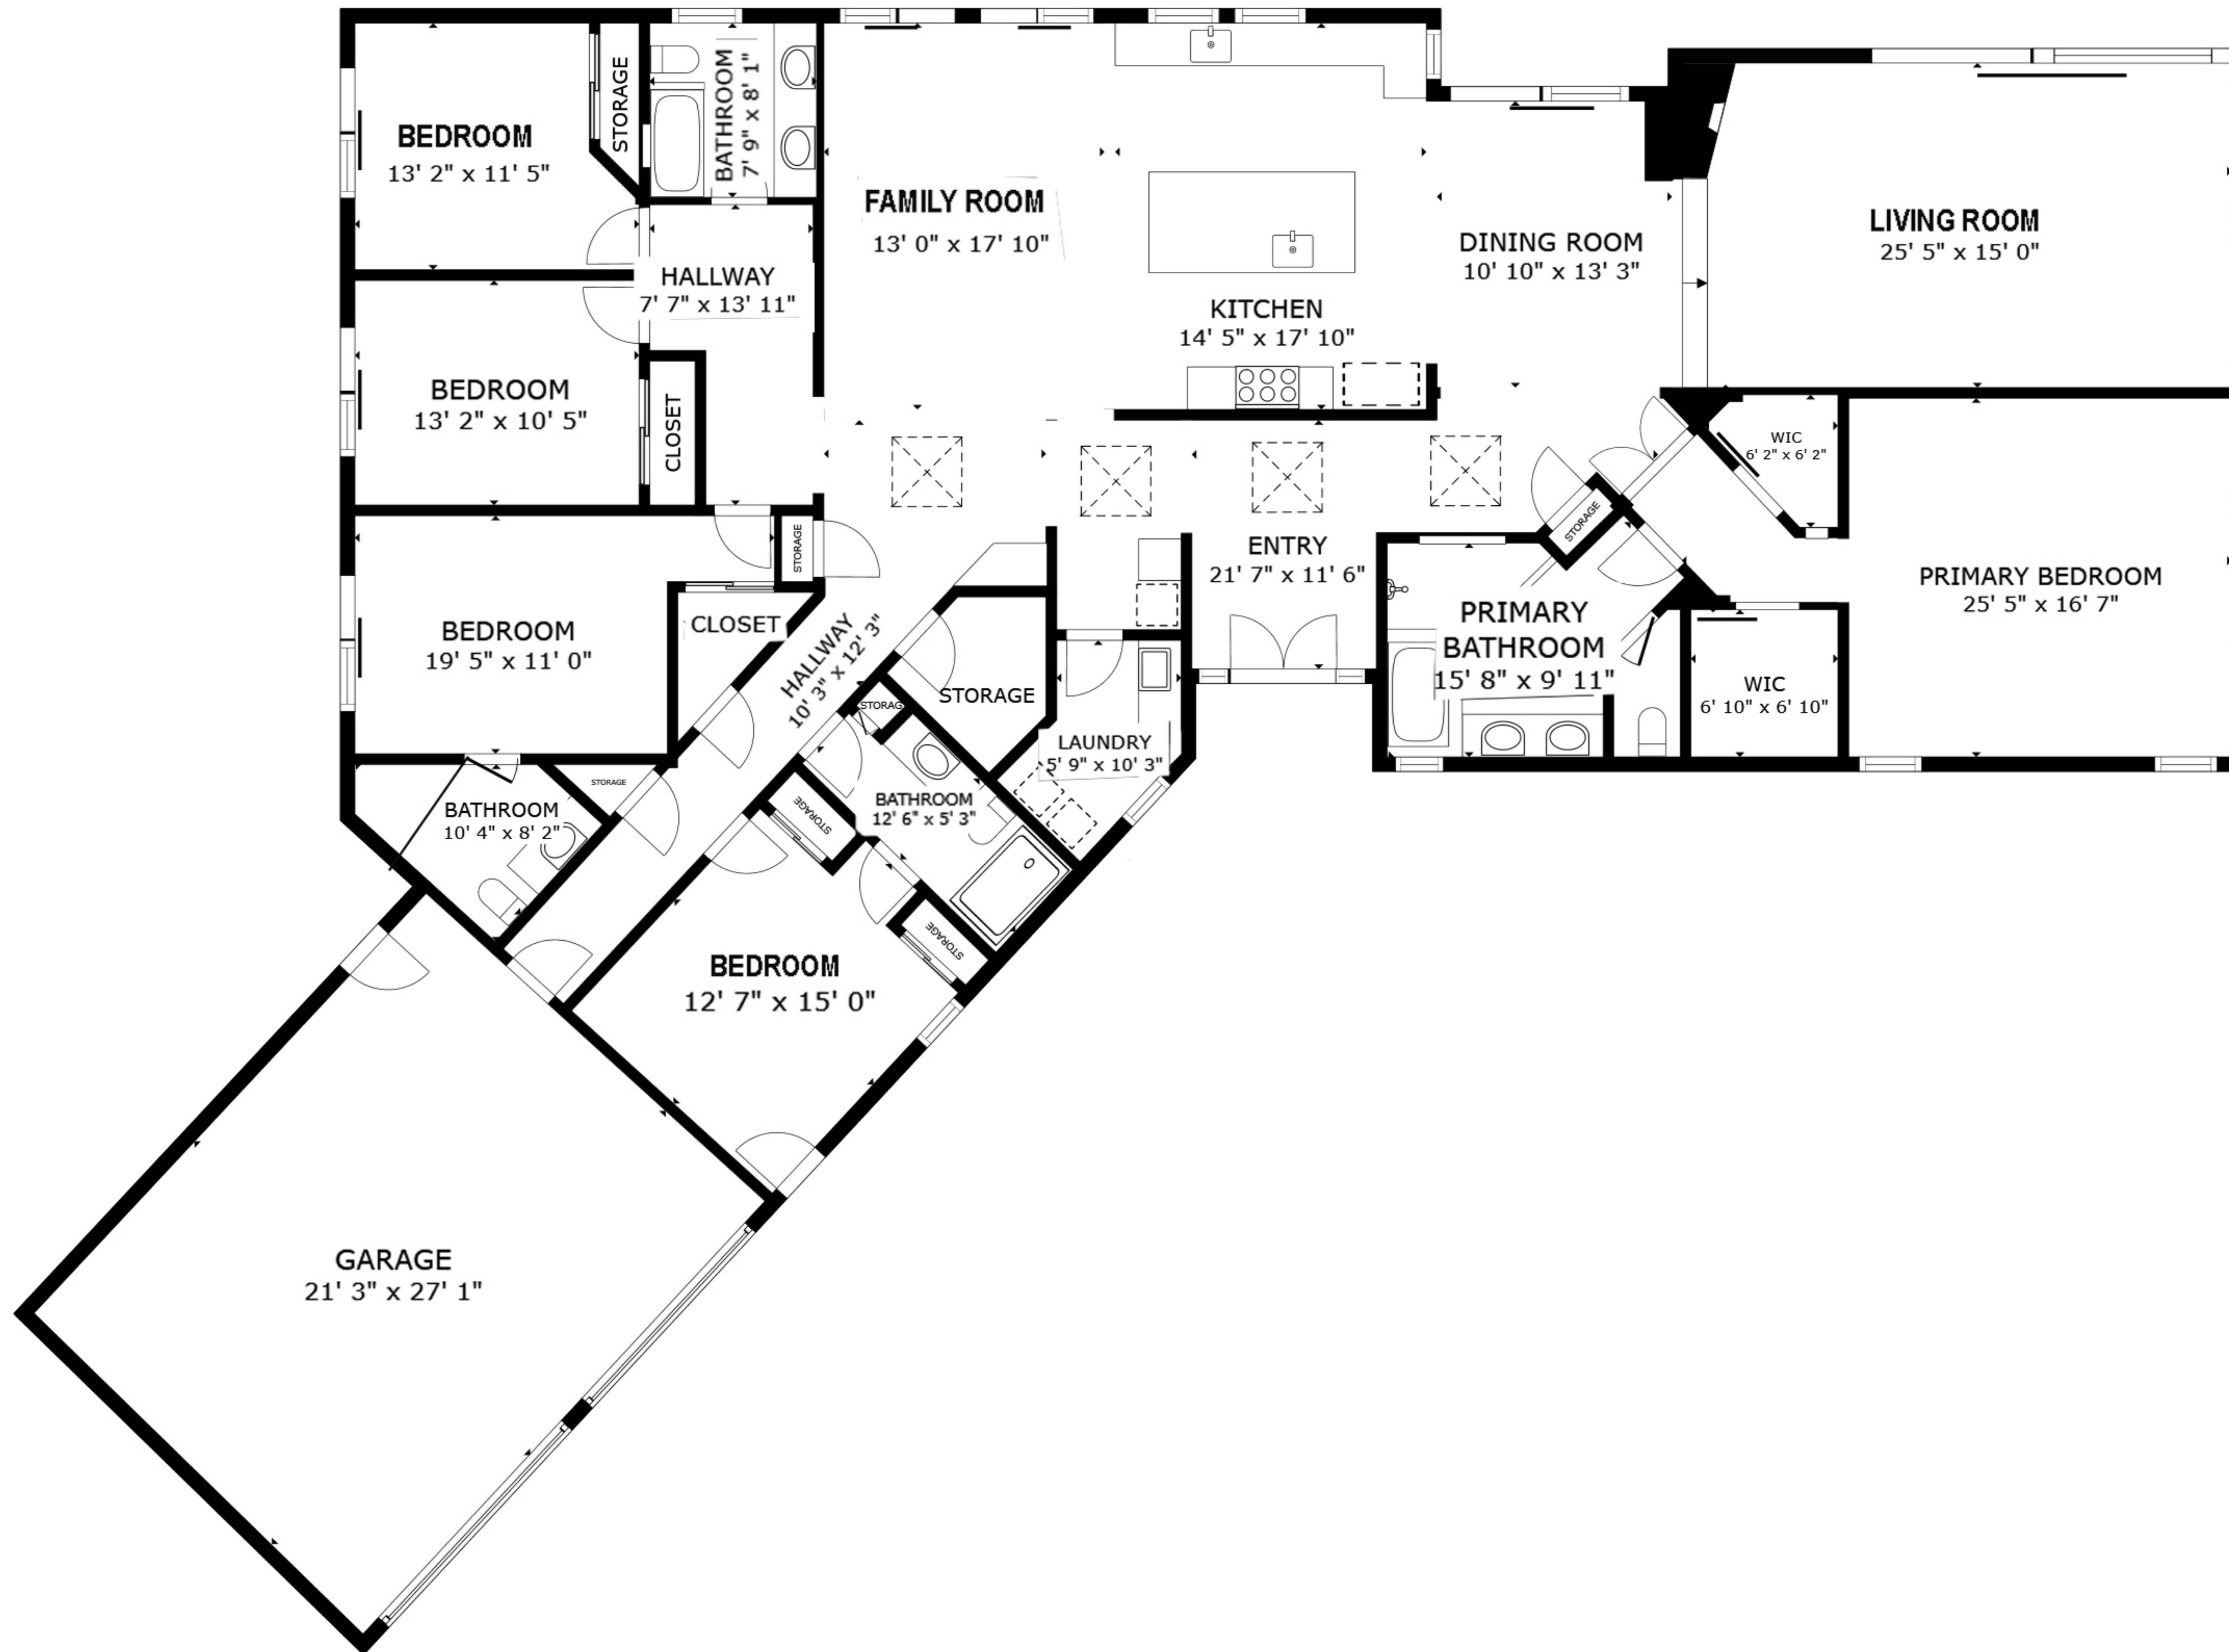 BEDROOM
13' 2" x 11' 5"
STORAGE
BATHROOM
7' 9" x 8' 1"
FAMILY ROOM
13' 0" x 17' 10"
LIVING ROOM
25' 5" x 15' 0"
DINING ROOM
10' 10" x 13' 3"
HALLWAY
7' 7" x 13' 11"
KITCHEN
14' 5" x 17' 10"
BEDROOM
13' 2" x 10' 5"
CLOSET
WIC
6' 2" x 6' 2"
STORAGE
STORAGE
ENTRY
21' 7" x 11' 6"
PRIMARY BEDROOM
25' 5" x 16' 7"
BEDROOM
19' 5" x 11' 0"
CLOSET
HALLWAY
10' 3" x 12' 3"
PRIMARY
BATHROOM
15' 8" x 9' 11"
STORAGE
STORAG
WIC
6' 10" x 6' 10"
LAUNDRY
5' 9" x 10' 3"
STORAGE
BATHROOM
10' 4" x 8' 2"
STORAGE
BATHROOM
12' 6" x 5' 3"
STORAGE
BEDROOM
12' 7" x 15' 0"
GARAGE
21' 3" x 27' 1"